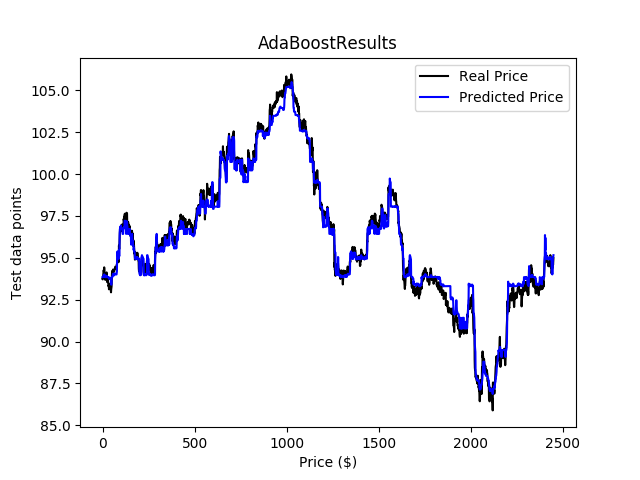 AdaBoostResults
Real Price
Predicted Price
Test data points
105.0
102.5
100.0
97.5
95.0
92.5
90.0
87.5
85.0
0 500 1000 1500 2000 2500
Price ($)